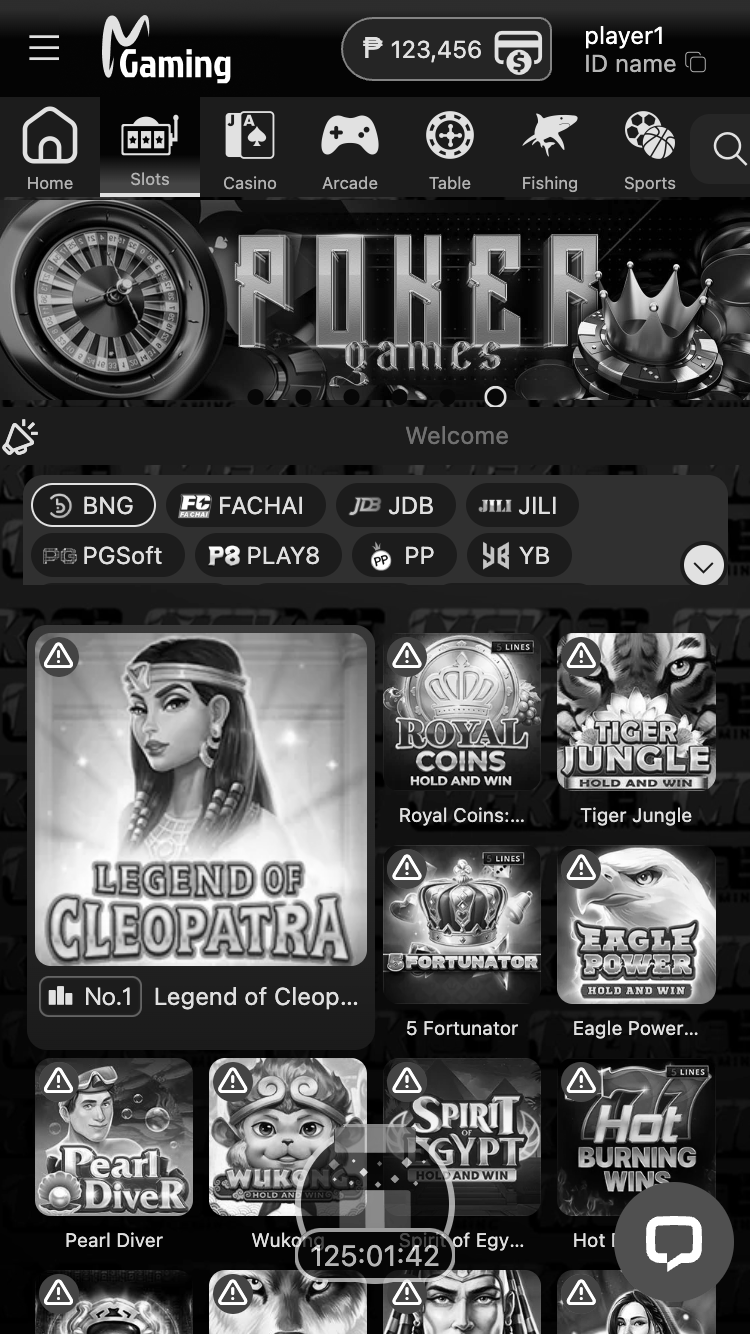 Gaming
₱ 123,456
player1
ID name
Home
Slots
Casino
Arcade
Table
Fishing
Sports
POKER
games
Welcome
BNG
FC FACHAI FACHAI
JDB JDB
JILI JILI
PG PGSoft
P8 PLAY8
PP PP
YB YB
LEGEND OF
CLEOPATRA
No.1 Legend of Cleop...
5 LINES
ROYAL
COINS
HOLD AND WIN
Royal Coins:...
TIGER
JUNGLE
HOLD AND WIN
Tiger Jungle
5 LINES
5 FORTUNATOR
5 Fortunator
EAGLE
POWER
HOLD AND WIN
Eagle Power...
Pearl
Diver
Pearl Diver
WUKONG
HOLD AND WIN
Wukong
SPIRIT
OF
EGYPT
HOLD AND WIN
Spirit of Egy...
5 LINES
777
Hot
BURNING
WINS
Hot
125:01:42